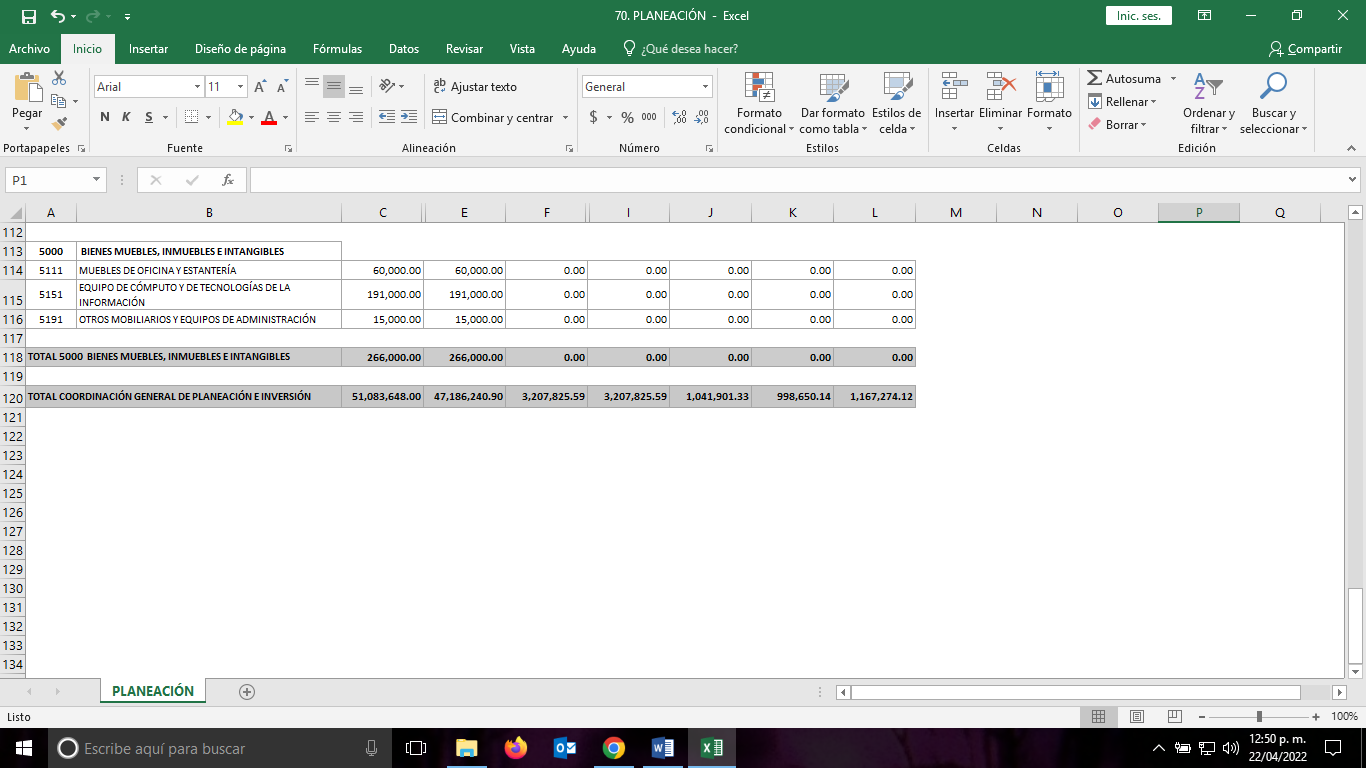 70. PLANEACIÓN - Excel
Inic. ses.
Archivo Inicio Insertar Diseño de página Fórmulas Datos Revisar Vista Ayuda ¿Qué desea hacer? Compartir
Pegar
Arial 11
N K S A
ab Ajustar texto
Combinar y centrar
General
$ % 000
Formato condicional
Dar formato como tabla
Estilos de celda
Insertar Eliminar Formato
Autosuma
Rellenar
Borrar
Ordenar y filtrar
Buscar y seleccionar
Portapapeles Fuente Alineación Número Estilos Celdas Edición
P1 fx
A B C E F I J K L M N O P Q
112
113 5000 BIENES MUEBLES, INMUEBLES E INTANGIBLES
114 5111 MUEBLES DE OFICINA Y ESTANTERÍA 60,000.00 60,000.00 0.00 0.00 0.00 0.00 0.00
115 5151 EQUIPO DE CÓMPUTO Y DE TECNOLOGÍAS DE LA INFORMACIÓN 191,000.00 191,000.00 0.00 0.00 0.00 0.00 0.00
116 5191 OTROS MOBILIARIOS Y EQUIPOS DE ADMINISTRACIÓN 15,000.00 15,000.00 0.00 0.00 0.00 0.00 0.00
117
118 TOTAL 5000 BIENES MUEBLES, INMUEBLES E INTANGIBLES 266,000.00 266,000.00 0.00 0.00 0.00 0.00 0.00
119
120 TOTAL COORDINACIÓN GENERAL DE PLANEACIÓN E INVERSIÓN 51,083,648.00 47,186,240.90 3,207,825.59 3,207,825.59 1,041,901.33 998,650.14 1,167,274.12
121
122
123
124
125
126
127
128
129
130
131
132
133
134
PLANEACIÓN
Listo 100%
Escribe aquí para buscar
12:50 p. m.
22/04/2022